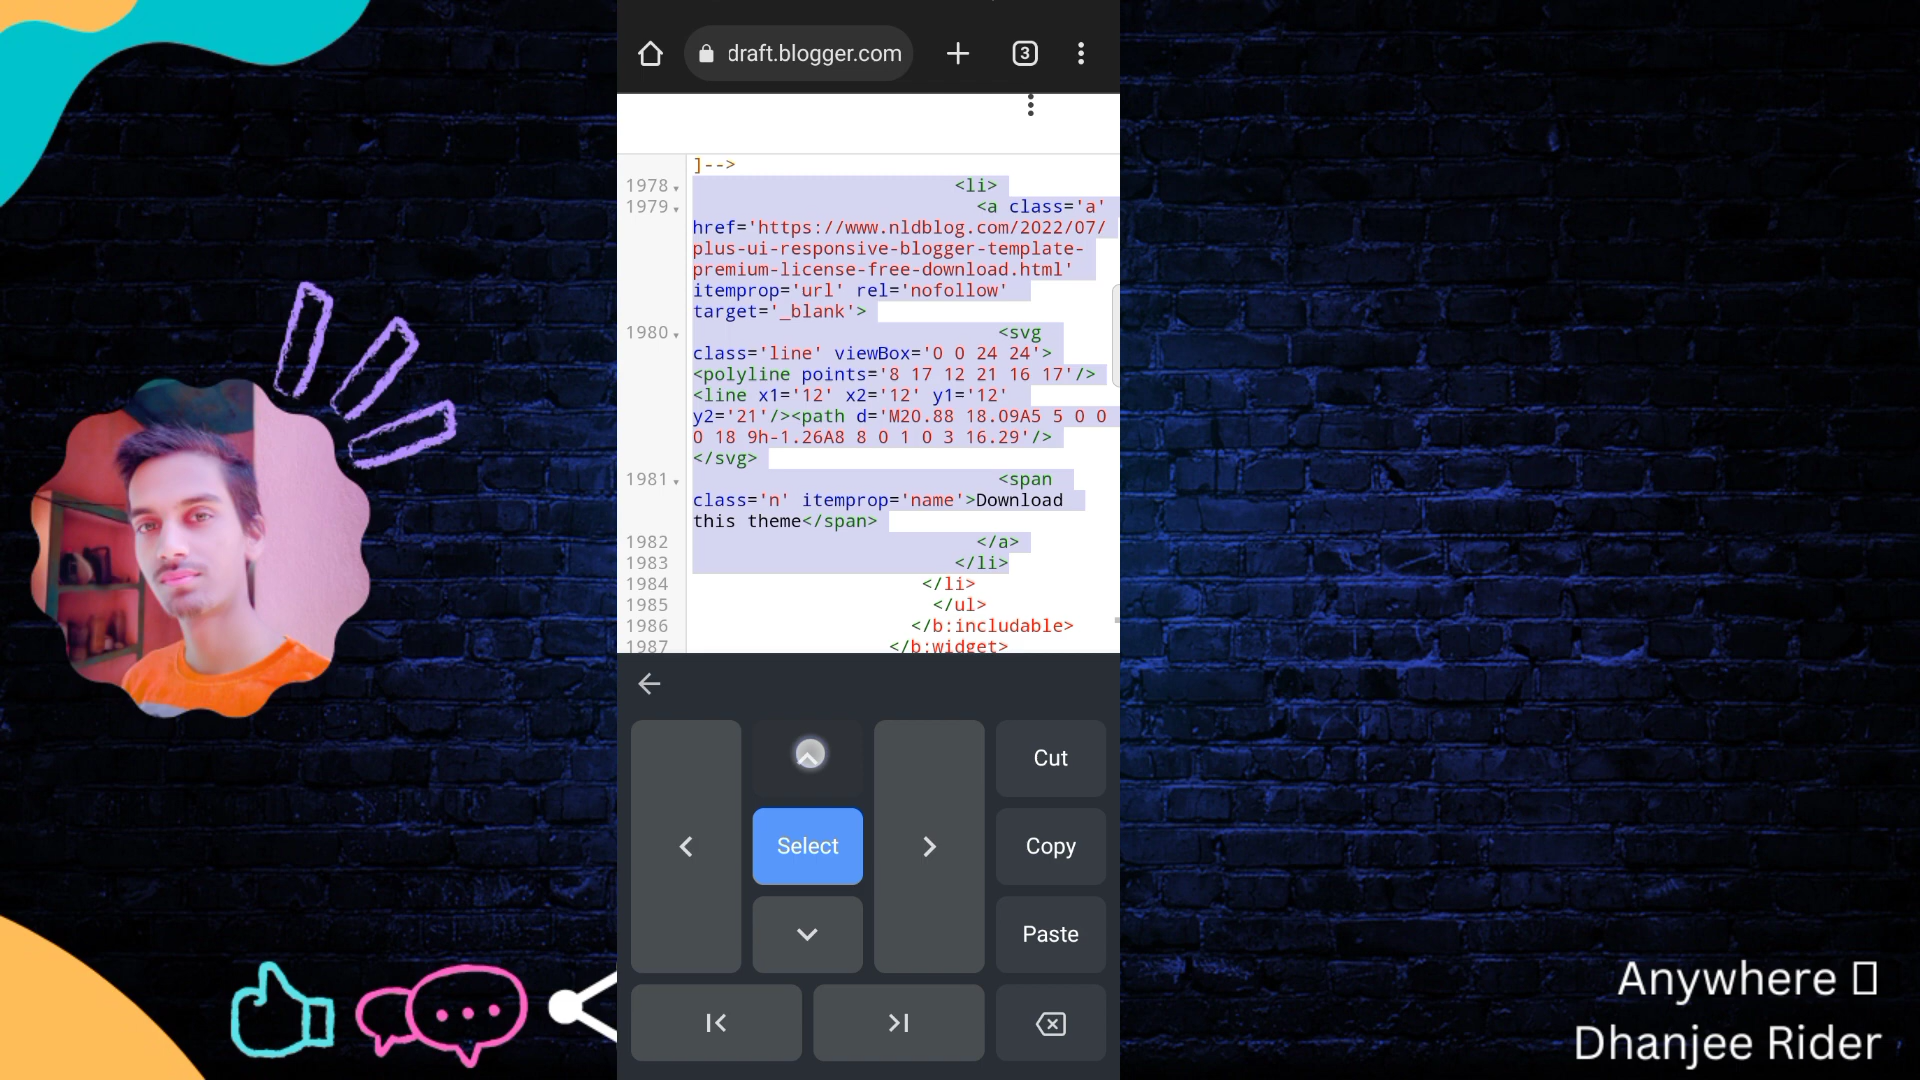 draft.blogger.com
3
]-->
1978 <li>
1979 <a class='a'
href='https://www.nldblog.com/2022/07/
plus-ui-responsive-blogger-template-
premium-license-free-download.html'
itemprop='url' rel='nofollow'
target='_blank'>
1980 <svg
class='line' viewBox='0 0 24 24'>
<polyline points='8 17 12 21 16 17'/>
<line x1='12' x2='12' y1='12'
y2='21'/><path d='M20.88 18.09A5 5 0 0
0 18 9h-1.26A8 8 0 1 0 3 16.29'/>
</svg>
1981 <span
class='n' itemprop='name'>Download
this theme</span>
1982 </a>
1983 </li>
1984 </li>
1985 </ul>
1986 </b:includable>
1987 </b:widget>
Cut
Select
Copy
Paste
Anywhere
Dhanjee Rider